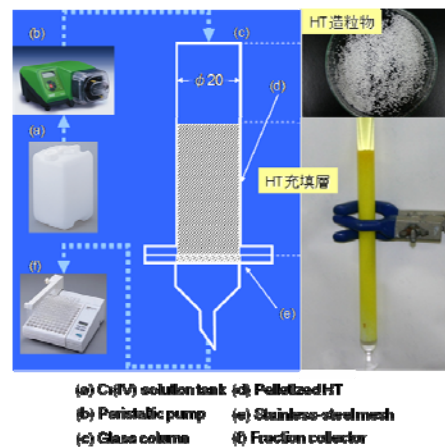 (b)
(c)
HT造粒物
φ20
(d)
(a)
HT充填層
(f)
(e)
(a) Cr(IV) solution tank (d) Pelletized HT
(b) Peristaltic pump (e) Stainless-steel mesh
(c) Glass column (f) Fraction collector